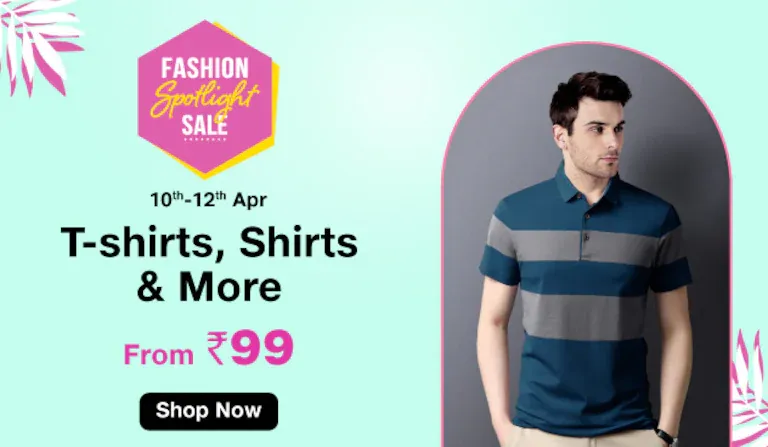 FASHION
Spotlight
SALE
10th-12th Apr
T-shirts, Shirts
& More
From ₹99
Shop Now